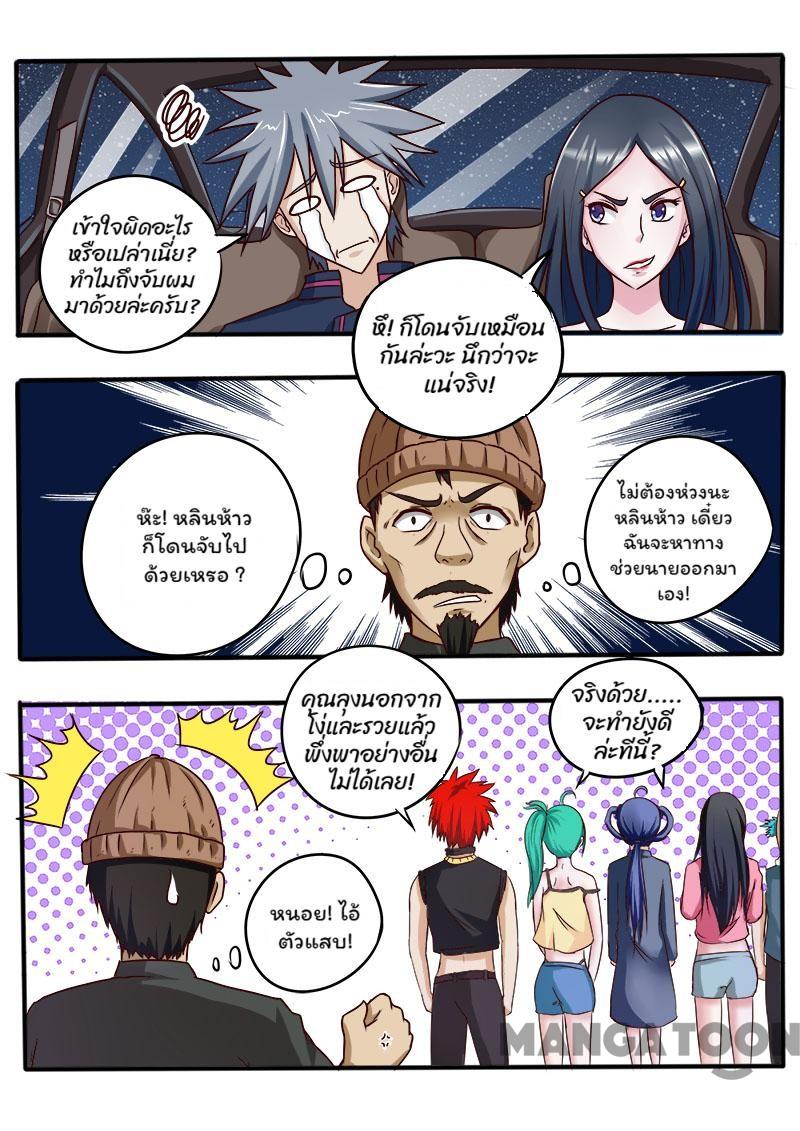 เข้าใจผิดอะไร
หรือเปล่าเนี่ย?
ทำไมถึงจับผม
มาด้วยล่ะครับ?
หึ! ก็โดนจับเหมือน
กันล่ะวะ นึกว่าจะ
แน่จริง!
ห๊ะ! หลินห้าว
ก็โดนจับไป
ด้วยเหรอ ?
ไม่ต้องห่วงนะ
หลินห้าว เดี๋ยว
ฉันจะหาทาง
ช่วยนายออกมา
เอง!
คุณลุงนอกจาก
โง่และรวยแล้ว
พึ่งพาอย่างอื่น
ไม่ได้เลย!
จริงด้วย.....
จะทำยังดี
ล่ะทีนี้?
หนอย! ไอ้
ตัวแสบ!
MANGATOON